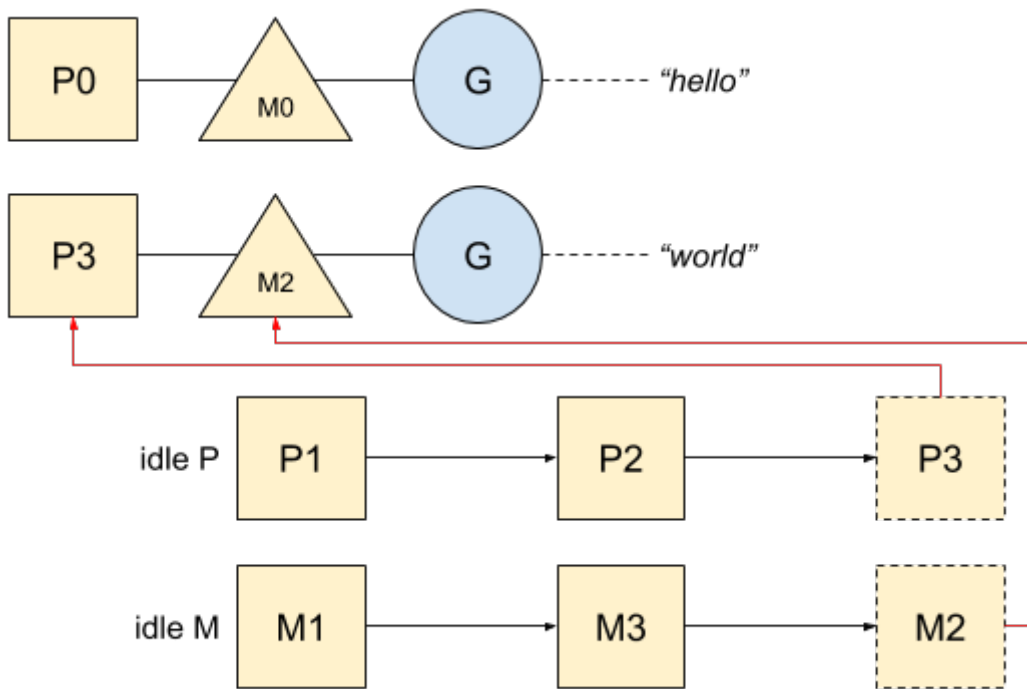 P0 M0 G “hello”
P3 M2 G “world”
idle P P1 P2 P3
idle M M1 M3 M2